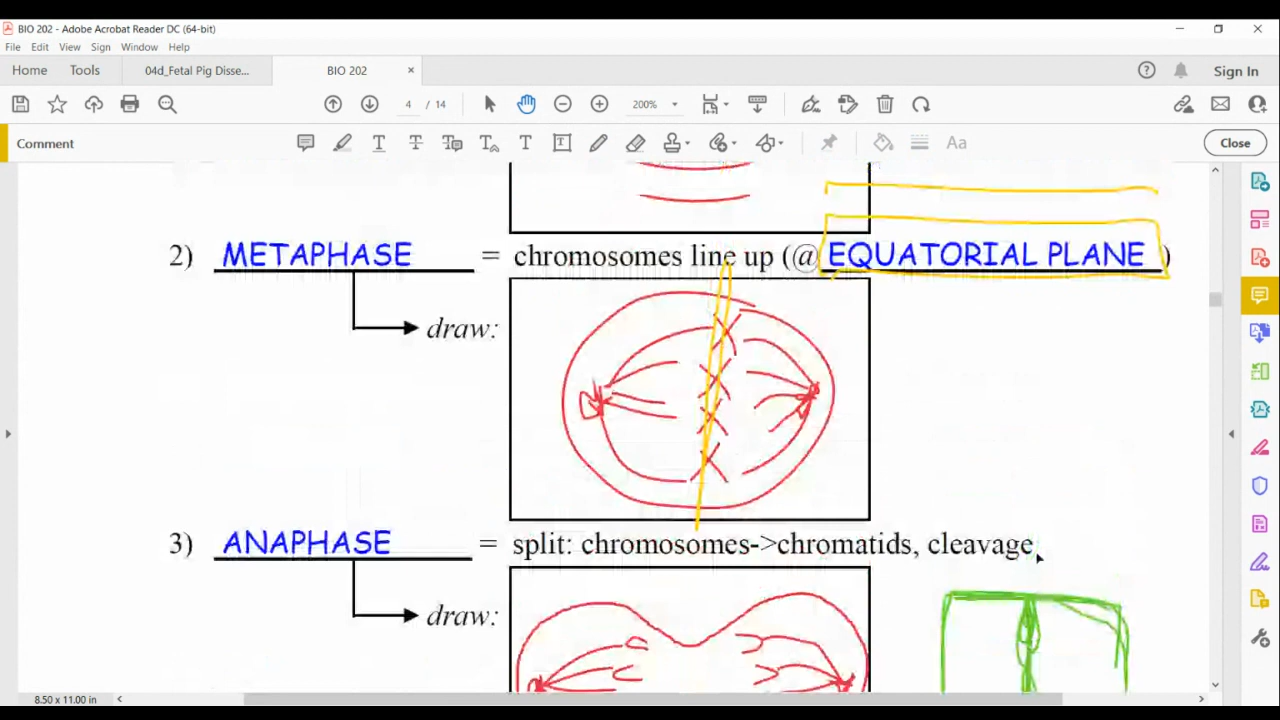 BIO 202 - Adobe Acrobat Reader DC (64-bit)
File Edit View Sign Window Help
Home Tools 04d_Fetal Pig Disse... BIO 202 × Sign In
4 / 14 200%
Comment Close
2) METAPHASE = chromosomes line up (@ EQUATORIAL PLANE )
draw:
3) ANAPHASE = split: chromosomes->chromatids, cleavage
draw:
8.50 x 11.00 in